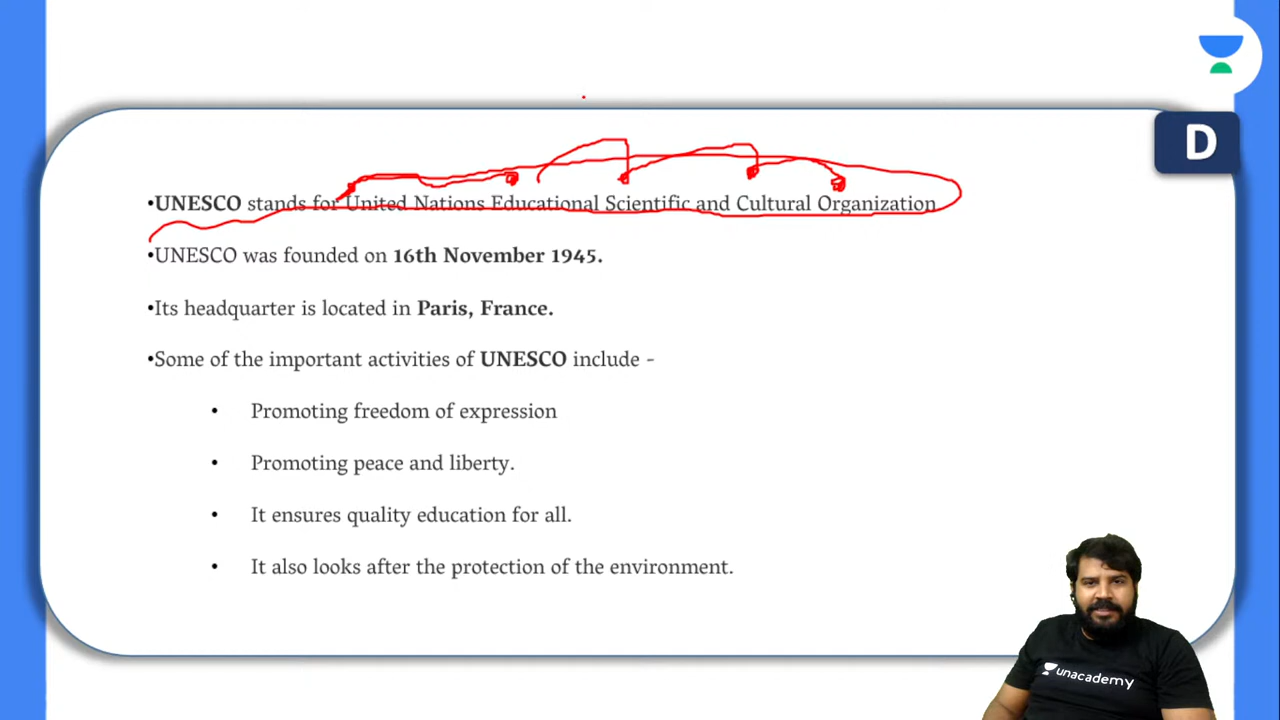 D
•UNESCO stands for United Nations Educational Scientific and Cultural Organization
•UNESCO was founded on 16th November 1945.
•Its headquarter is located in Paris, France.
•Some of the important activities of UNESCO include -
• Promoting freedom of expression
• Promoting peace and liberty.
• It ensures quality education for all.
• It also looks after the protection of the environment.
unacademy